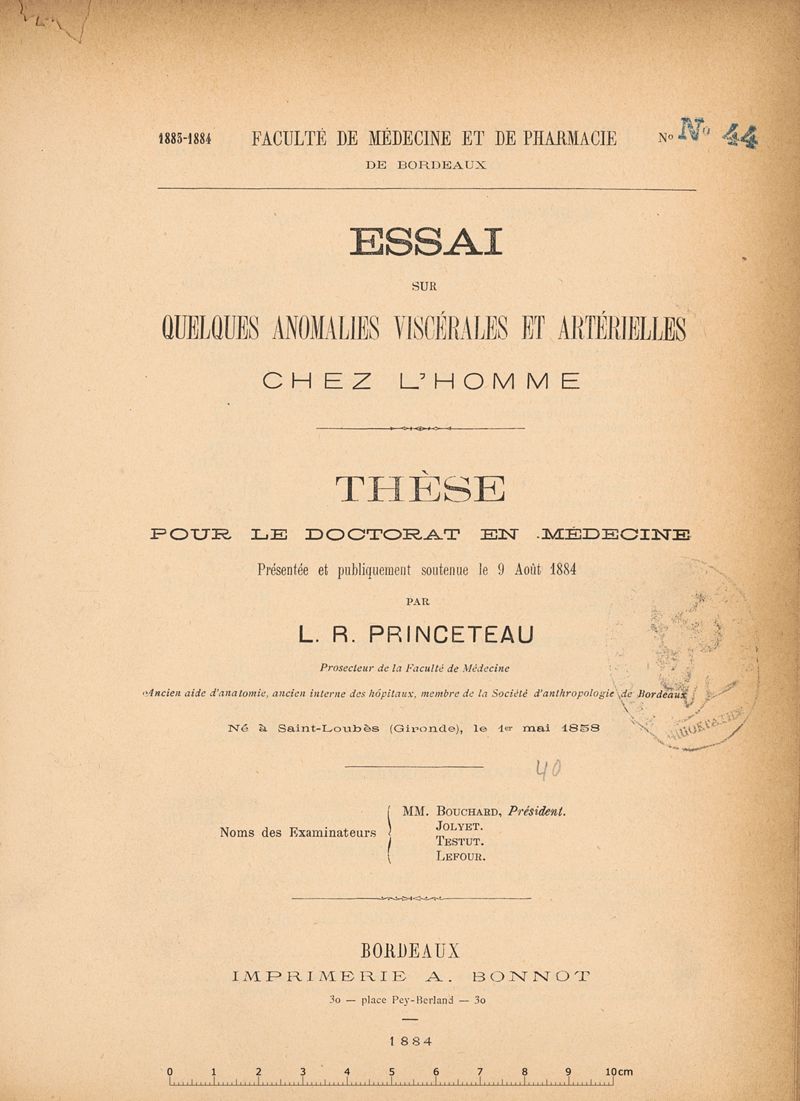 1883-1884 FACULTÉ DE MÉDECINE ET DE PHARMACIE No No 44
DE BORDEAUX
ESSAI
SUR
QUELQUES ANOMALIES VISCÉRALES ET ARTÉRIELLES
CHEZ L'HOMME
THÈSE
POUR LE DOCTORAT EN MÉDECINE
Présentée et publiquement soutenue le 9 Août 1884
PAR
L. R. PRINCETEAU
Prosecteur de la Faculté de Médecine
Ancien aide d'anatomie, ancien interne des hôpitaux, membre de la Société d'anthropologie de Bordeaux
Né à Saint-Loubès (Gironde), le 1er mai 1858
40
Noms des Examinateurs
MM. BOUCHARD, Président.
JOLYET.
TESTUT.
LEFOUR.
BORDEAUX
IMPRIMERIE A. BONNOT
30 — place Pey-Berland — 30
1884
0 1 2 3 4 5 6 7 8 9 10cm